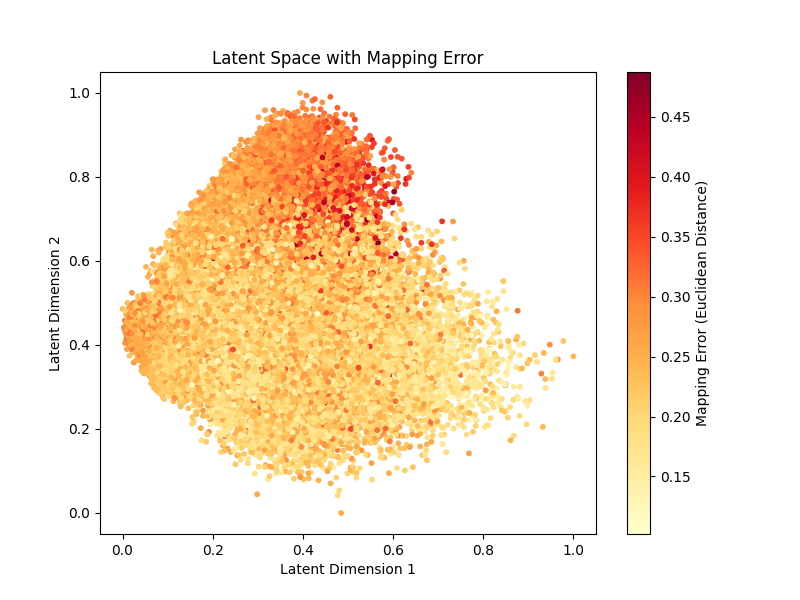 Latent Space with Mapping Error
1.0
0.8
0.6
0.4
0.2
0.0
Latent Dimension 2
0.0 0.2 0.4 0.6 0.8 1.0
Latent Dimension 1
0.45
0.40
0.35
0.30
0.25
0.20
0.15
Mapping Error (Euclidean Distance)